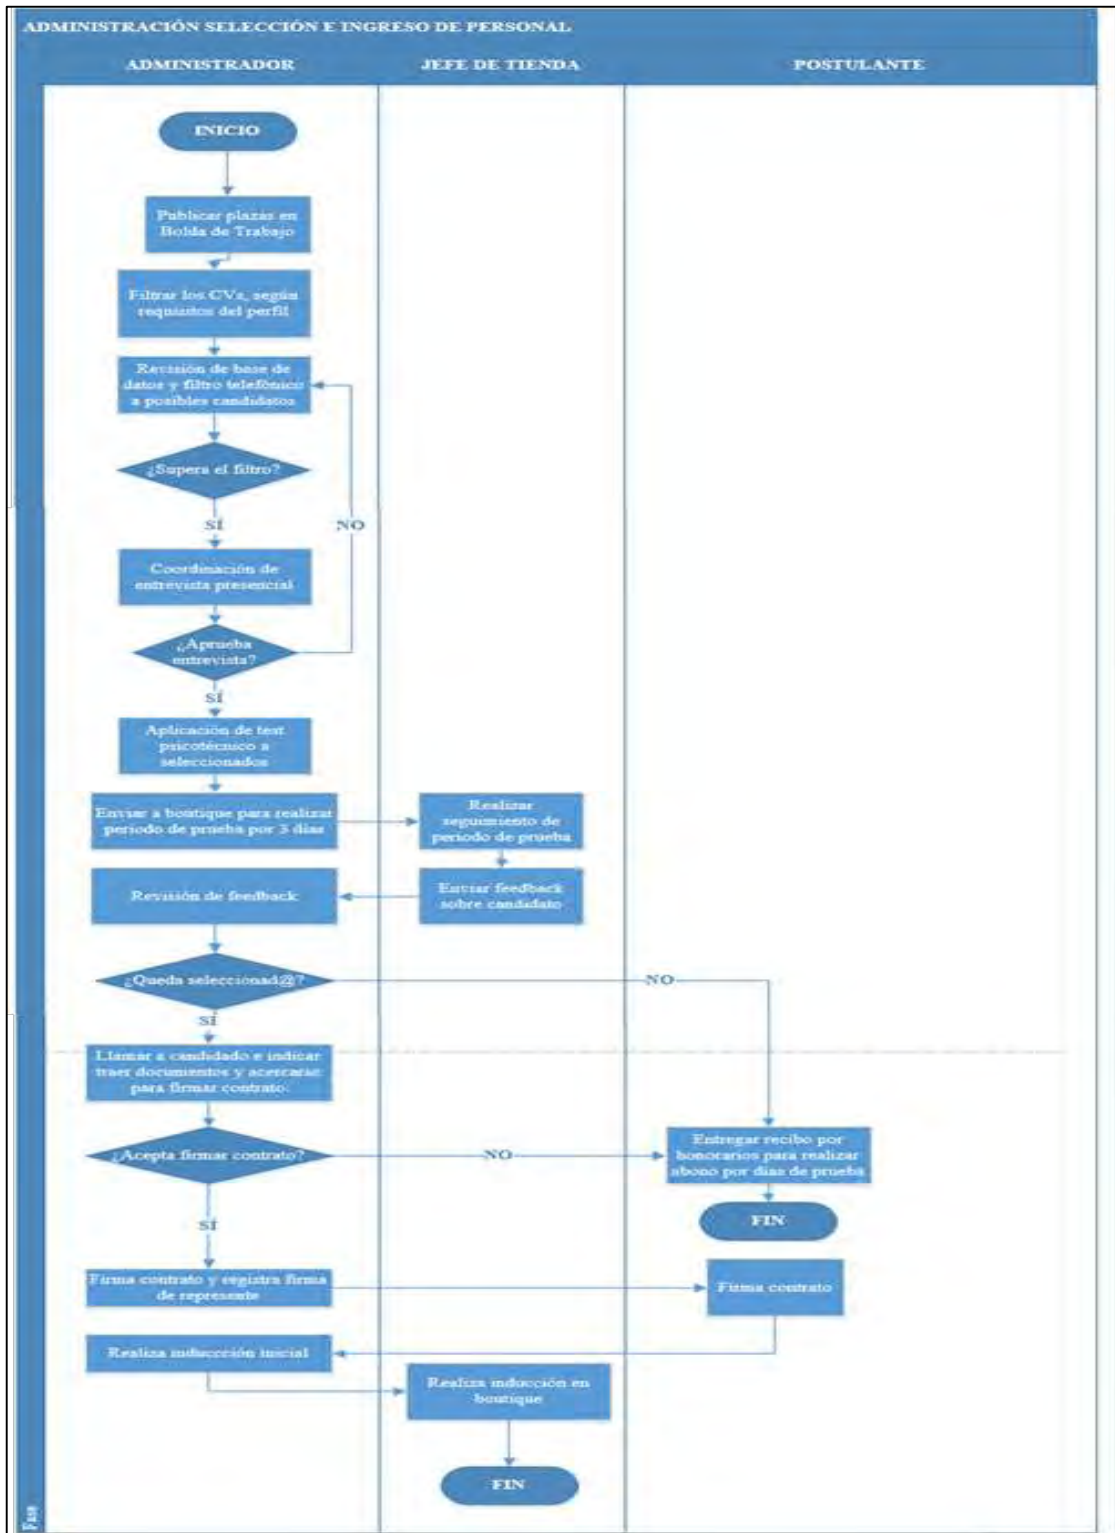 ADMINISTRACIÓN SELECCIÓN E INGRESO DE PERSONAL
ADMINISTRADOR
JEFE DE TIENDA
POSTULANTE
INICIO
Publicar plazas en
Bolda de Trabajo
Filtrar los CVs, según
requisitos del perfil
Revisión de base de
datos y filtro telefónico
a posibles candidatos
¿Supera el filtro?
SÍ
NO
Coordinación de
entrevista presencial
¿Aprueba
entrevista?
SÍ
Aplicación de test
psicotécnico a
seleccionados
Enviar a boutique para realizar
periodo de prueba por 3 días
Realizar
seguimiento de
periodo de prueba
Revisión de feedback
Enviar feedback
sobre candidato
¿Queda seleccionad@?
NO
SÍ
Llamar a candidado e indicar
traer documentos y acercarse
para firmar contrato.
¿Acepta firmar contrato?
NO
Entregar recibo por
honorarios para realizar
abono por días de prueba
FIN
SÍ
Firma contrato y registra firma
de represente
Firma contrato
Realiza induccción inicial
Realiza inducción en
boutique
FIN
Fase